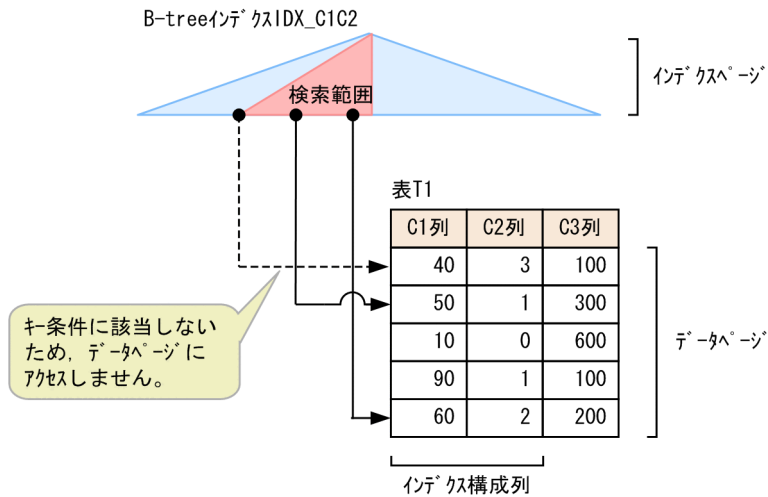 B-treeｲﾝﾃﾞｸｽIDX_C1C2
ｲﾝﾃﾞｸｽﾍﾟｰｼﾞ
検索範囲
表T1
C1列 C2列 C3列
40 3 100
50 1 300
10 0 600
90 1 100
60 2 200
ﾃﾞｰﾀﾍﾟｰｼﾞ
キー条件に該当しない
ため，ﾃﾞｰﾀﾍﾟｰｼﾞに
ｱｸｾｽしません。
ｲﾝﾃﾞｸｽ構成列